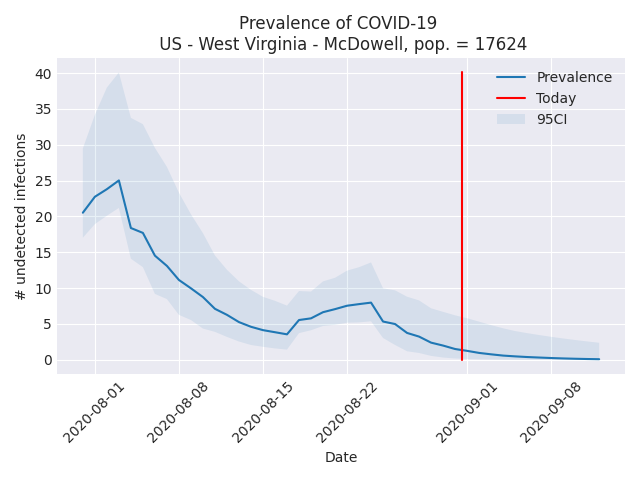 Prevalence of COVID-19
US - West Virginia - McDowell, pop. = 17624
40
35
30
25
20
15
10
5
0
# undetected infections
Prevalence
Today
95CI
2020-08-01
2020-08-08
2020-08-15
2020-08-22
2020-09-01
2020-09-08
Date